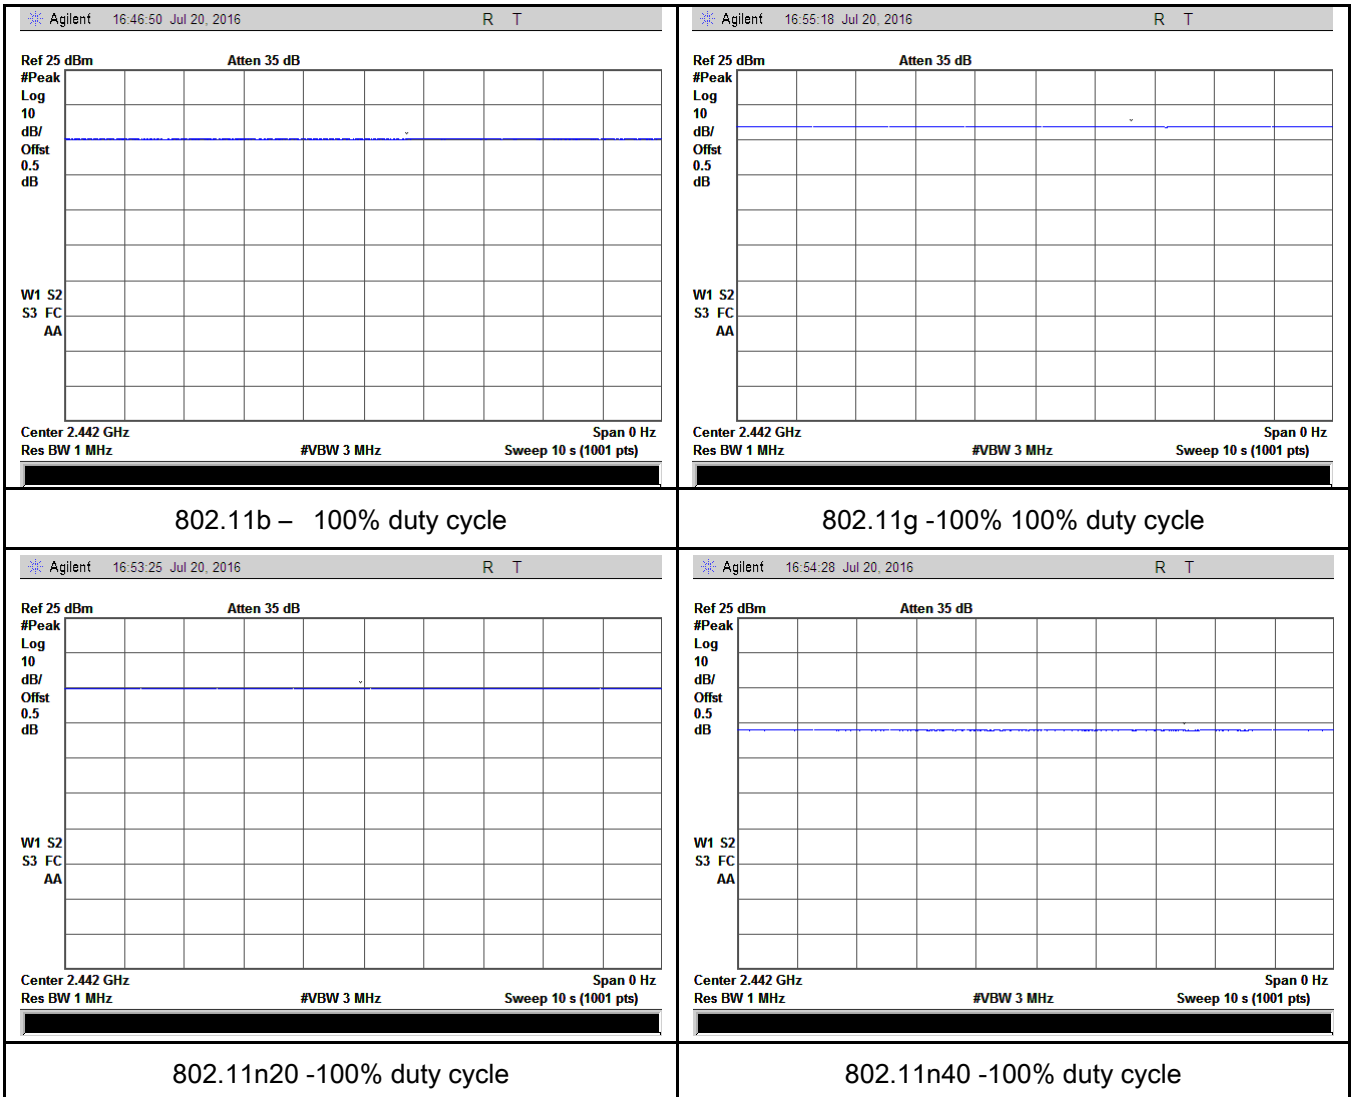 Agilent 16:46:50 Jul 20, 2016 R T
Ref 25 dBm Atten 35 dB
#Peak
Log
10
dB/
Offst
0.5
dB
W1 S2
S3 FC
AA
Center 2.442 GHz Span 0 Hz
Res BW 1 MHz #VBW 3 MHz Sweep 10 s (1001 pts)
802.11b – 100% duty cycle
Agilent 16:55:18 Jul 20, 2016 R T
Ref 25 dBm Atten 35 dB
#Peak
Log
10
dB/
Offst
0.5
dB
W1 S2
S3 FC
AA
Center 2.442 GHz Span 0 Hz
Res BW 1 MHz #VBW 3 MHz Sweep 10 s (1001 pts)
802.11g -100% 100% duty cycle
Agilent 16:53:25 Jul 20, 2016 R T
Ref 25 dBm Atten 35 dB
#Peak
Log
10
dB/
Offst
0.5
dB
W1 S2
S3 FC
AA
Center 2.442 GHz Span 0 Hz
Res BW 1 MHz #VBW 3 MHz Sweep 10 s (1001 pts)
802.11n20 -100% duty cycle
Agilent 16:54:28 Jul 20, 2016 R T
Ref 25 dBm Atten 35 dB
#Peak
Log
10
dB/
Offst
0.5
dB
W1 S2
S3 FC
AA
Center 2.442 GHz Span 0 Hz
Res BW 1 MHz #VBW 3 MHz Sweep 10 s (1001 pts)
802.11n40 -100% duty cycle